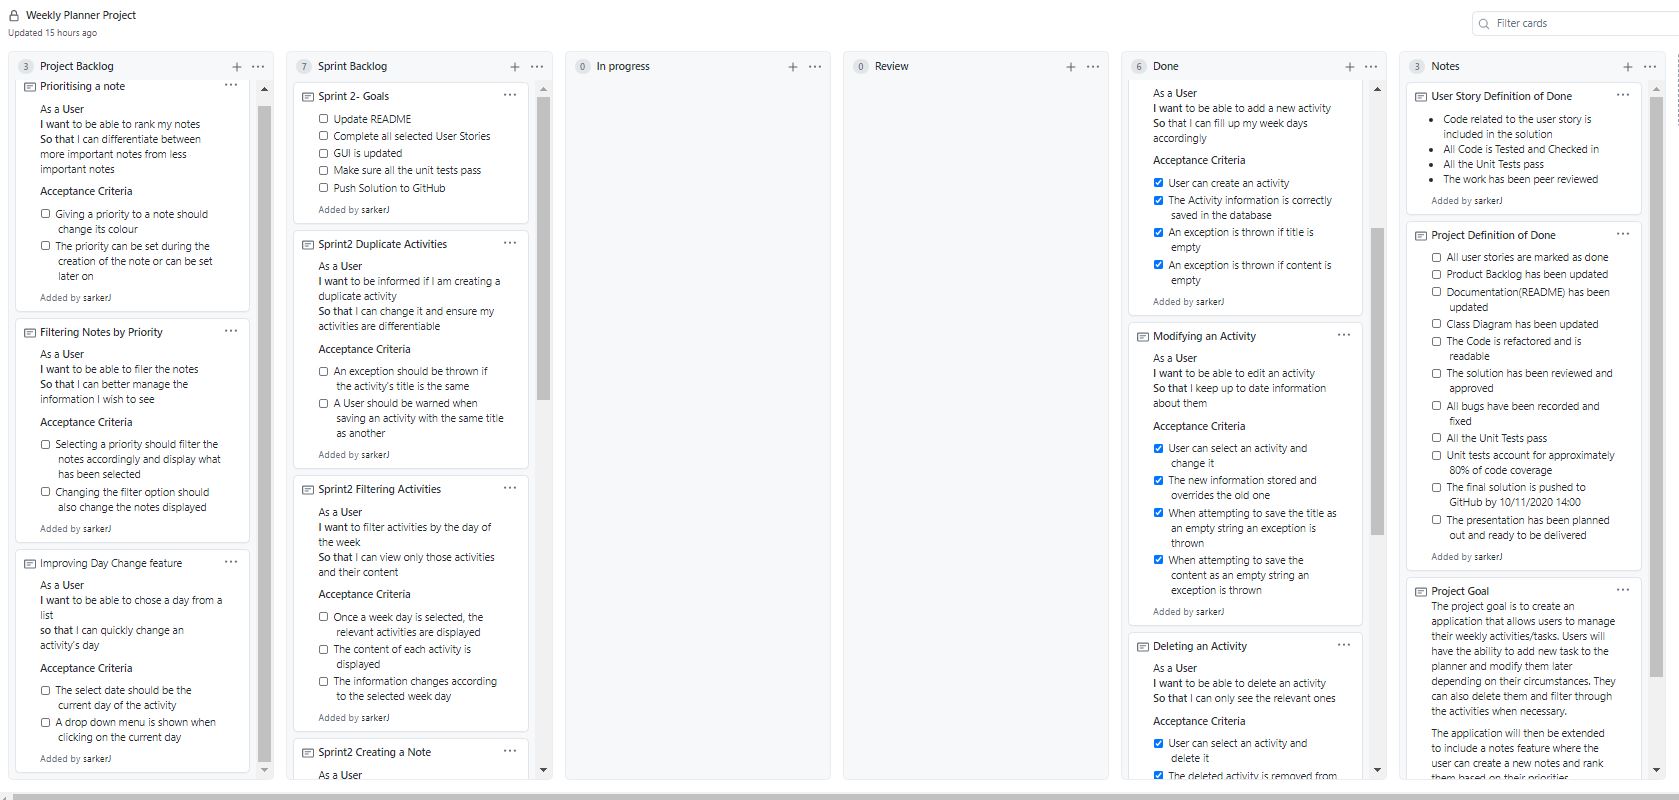 Weekly Planner Project
Updated 15 hours ago
Filter cards
3 Project Backlog
Prioritising a note
As a User
I want to be able to rank my notes
So that I can differentiate between
more important notes from less
important notes
Acceptance Criteria
Giving a priority to a note should
change its colour
The priority can be set during the
creation of the note or can be set
later on
Added by sarkerJ
Filtering Notes by Priority
As a User
I want to be able to filer the notes
So that I can better manage the
information I wish to see
Acceptance Criteria
Selecting a priority should filter the
notes accordingly and display what
has been selected
Changing the filter option should
also change the notes displayed
Added by sarkerJ
Improving Day Change feature
As a User
I want to be able to chose a day from a
list
so that I can quickly change an
activity's day
Acceptance Criteria
The select date should be the
current day of the activity
A drop down menu is shown when
clicking on the current day
Added by sarkerJ
7 Sprint Backlog
Sprint 2- Goals
Update README
Complete all selected User Stories
GUI is updated
Make sure all the unit tests pass
Push Solution to GitHub
Added by sarkerJ
Sprint2 Duplicate Activities
As a User
I want to be informed if I am creating a
duplicate activity
So that I can change it and ensure my
activities are differentiable
Acceptance Criteria
An exception should be thrown if
the activity's title is the same
A User should be warned when
saving an activity with the same title
as another
Added by sarkerJ
Sprint2 Filtering Activities
As a User
I want to filter activities by the day of
the week
So that I can view only those activities
and their content
Acceptance Criteria
Once a week day is selected, the
relevant activities are displayed
The content of each activity is
displayed
The information changes according
to the selected week day
Added by sarkerJ
Sprint2 Creating a Note
As a User
0 In progress
0 Review
6 Done
As a User
I want to be able to add a new activity
So that I can fill up my week days
accordingly
Acceptance Criteria
User can create an activity
The Activity information is correctly
saved in the database
An exception is thrown if title is
empty
An exception is thrown if content is
empty
Added by sarkerJ
Modifying an Activity
As a User
I want to be able to edit an activity
So that I keep up to date information
about them
Acceptance Criteria
User can select an activity and
change it
The new information stored and
overrides the old one
When attempting to save the title as
an empty string an exception is
thrown
When attempting to save the
content as an empty string an
exception is thrown
Added by sarkerJ
Deleting an Activity
As a User
I want to be able to delete an activity
So that I can only see the relevant ones
Acceptance Criteria
User can select an activity and
delete it
The deleted activity is removed from
3 Notes
User Story Definition of Done
Code related to the user story is
included in the solution
All Code is Tested and Checked in
All the Unit Tests pass
The work has been peer reviewed
Added by sarkerJ
Project Definition of Done
All user stories are marked as done
Product Backlog has been updated
Documentation(README) has been
updated
Class Diagram has been updated
The Code is refactored and is
readable
The solution has been reviewed and
approved
All bugs have been recorded and
fixed
All the Unit Tests pass
Unit tests account for approximately
80% of code coverage
The final solution is pushed to
GitHub by 10/11/2020 14:00
The presentation has been planned
out and ready to be delivered
Added by sarkerJ
Project Goal
The project goal is to create an
application that allows users to manage
their weekly activities/tasks. Users will
have the ability to add new task to the
planner and modify them later
depending on their circumstances. They
can also delete them and filter through
the activities when necessary.
The application will then be extended
to include a notes feature where the
user can create a new notes and rank
them based on their priorities